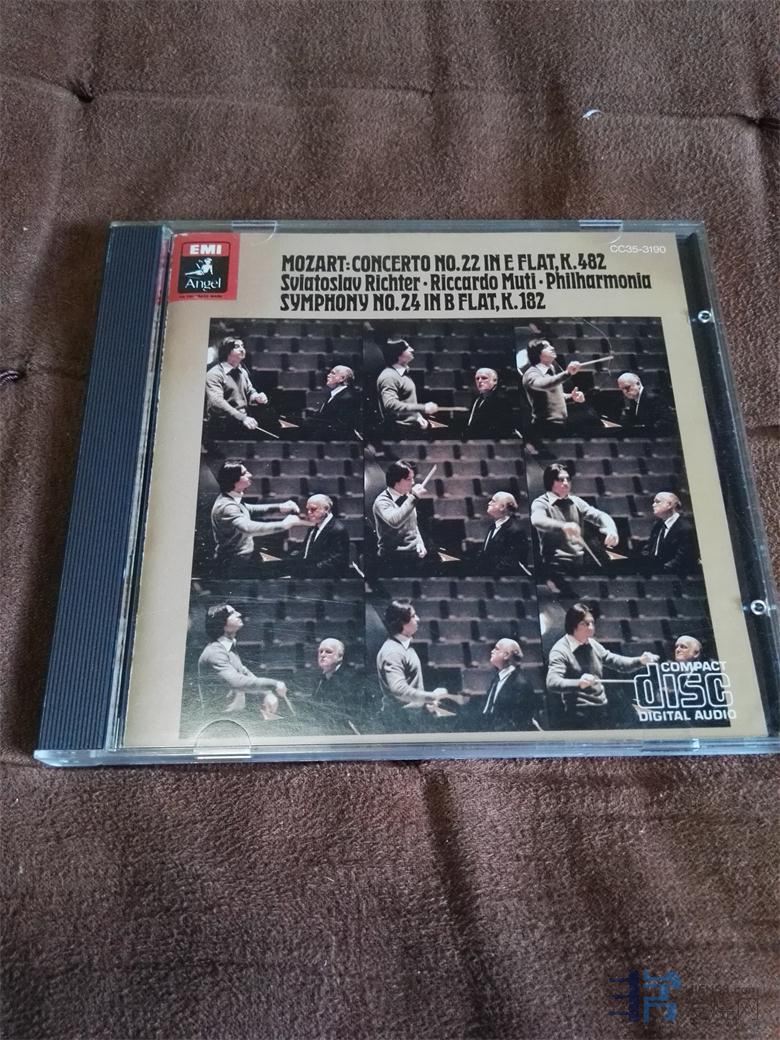 EMI
Angel
CC35-3190
MOZART: CONCERTO NO. 22 IN E FLAT, K. 482
Sviatoslav Richter · Riccardo Muti · Philharmonia
SYMPHONY NO. 24 IN B FLAT, K. 182
COMPACT
disc
DIGITAL AUDIO